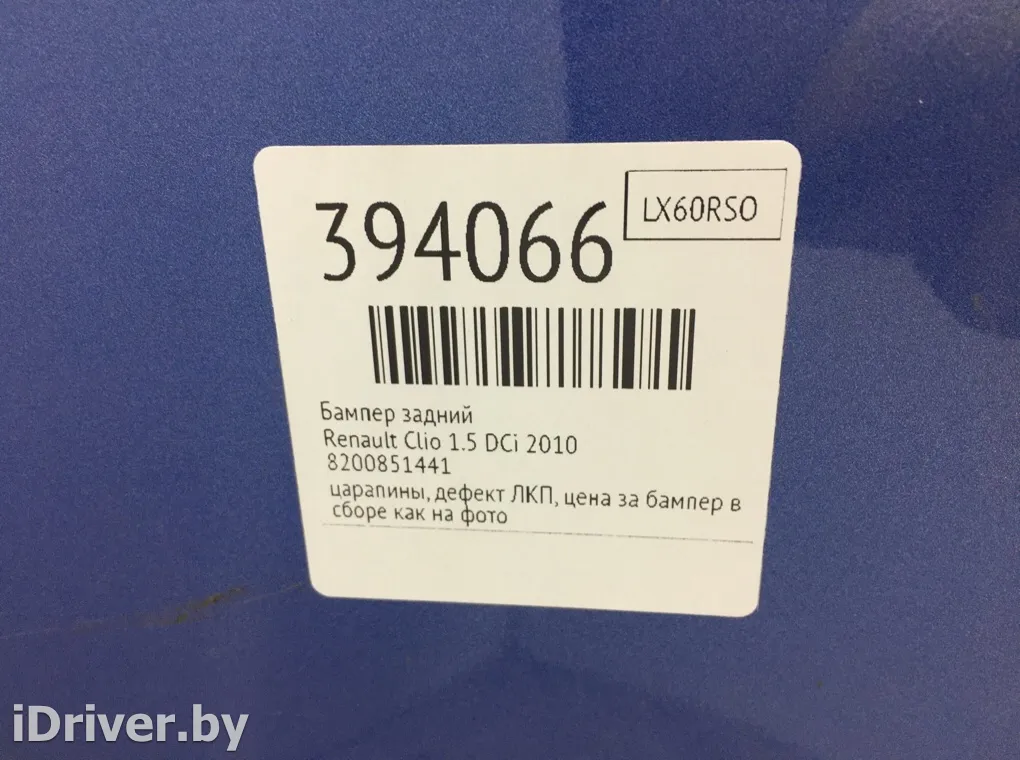 394066
LX60RSO
Бампер задний
Renault Clio 1.5 DCi 2010
8200851441
царапины, дефект ЛКП, цена за бампер в
сборе как на фото
iDriver.by